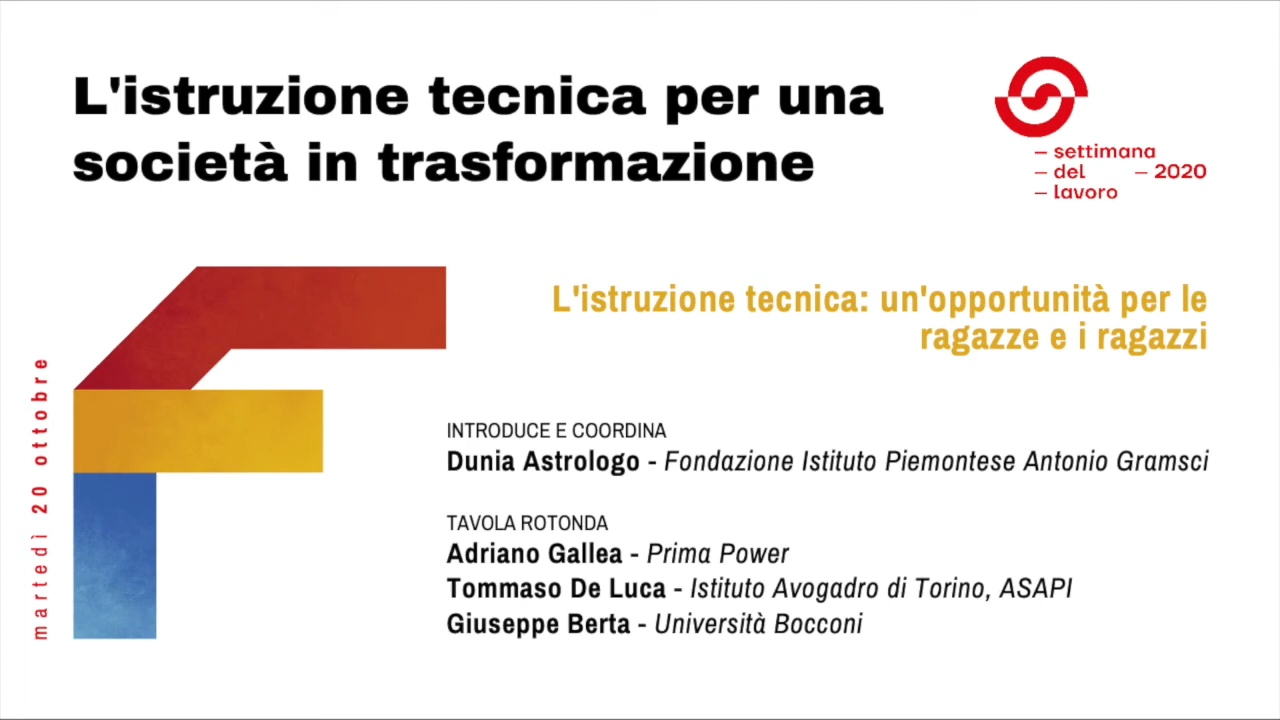 L'istruzione tecnica per una
società in trasformazione
– settimana
– del – 2020
– lavoro
L'istruzione tecnica: un'opportunità per le
ragazze e i ragazzi
martedì 20 ottobre
INTRODUCE E COORDINA
Dunia Astrologo - Fondazione Istituto Piemontese Antonio Gramsci
TAVOLA ROTONDA
Adriano Gallea - Prima Power
Tommaso De Luca - Istituto Avogadro di Torino, ASAPI
Giuseppe Berta - Università Bocconi